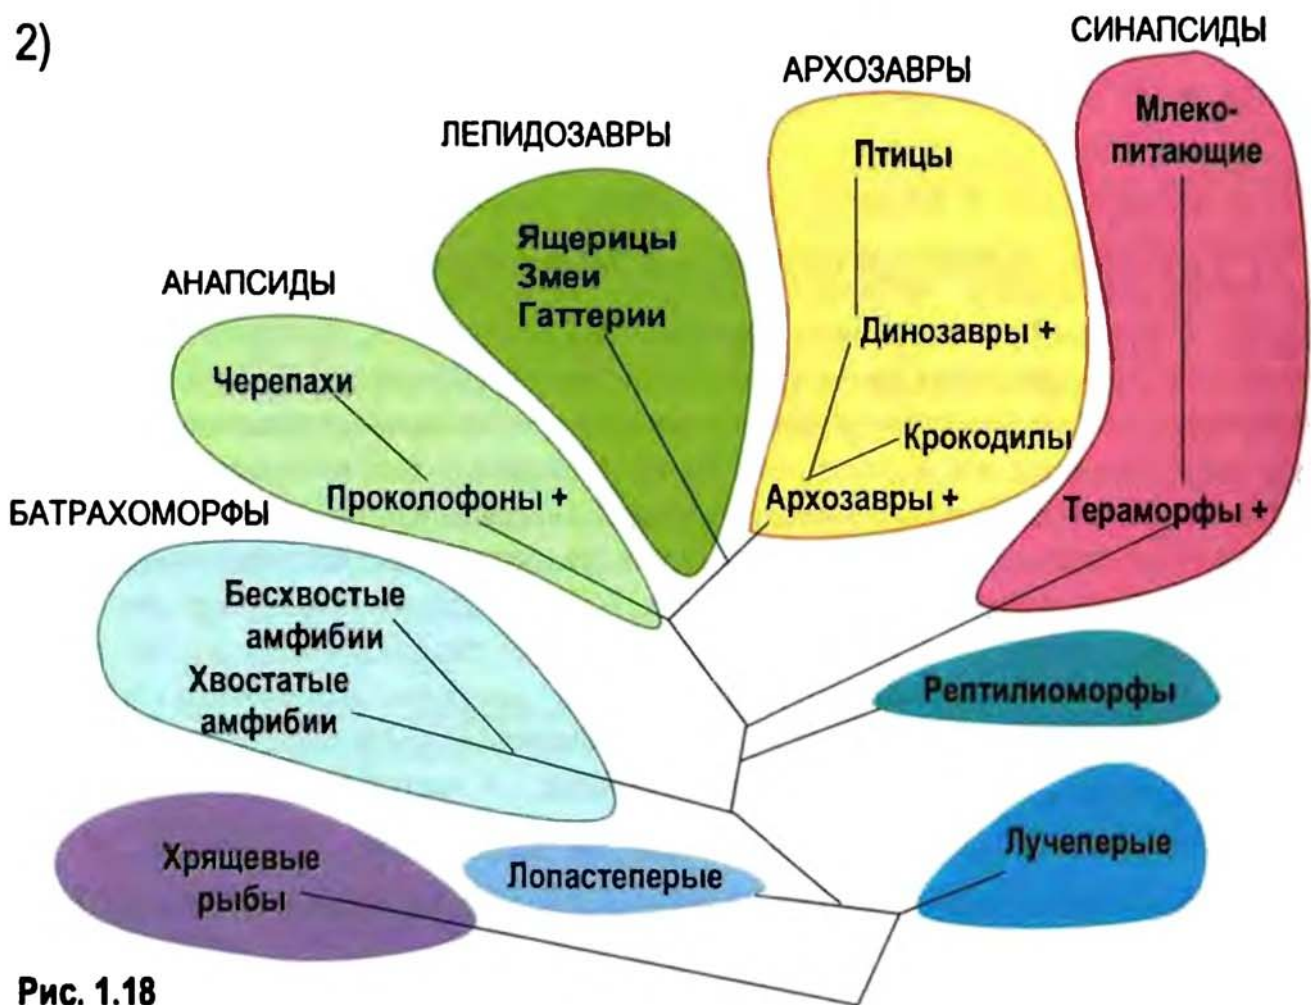 2)
СИНАПСИДЫ
Млеко-
питающие
Тераморфы +
АРХОЗАВРЫ
Птицы
Динозавры +
Крокодилы
Архозавры +
ЛЕПИДОЗАВРЫ
Ящерицы
Змеи
Гаттерии
АНАПСИДЫ
Черепахи
Проколофоны +
БАТРАХОМОРФЫ
Бесхвостые
амфибии
Хвостатые
амфибии
Рептилиоморфы
Лучеперые
Лопастеперые
Хрящевые
рыбы
Рис. 1.18